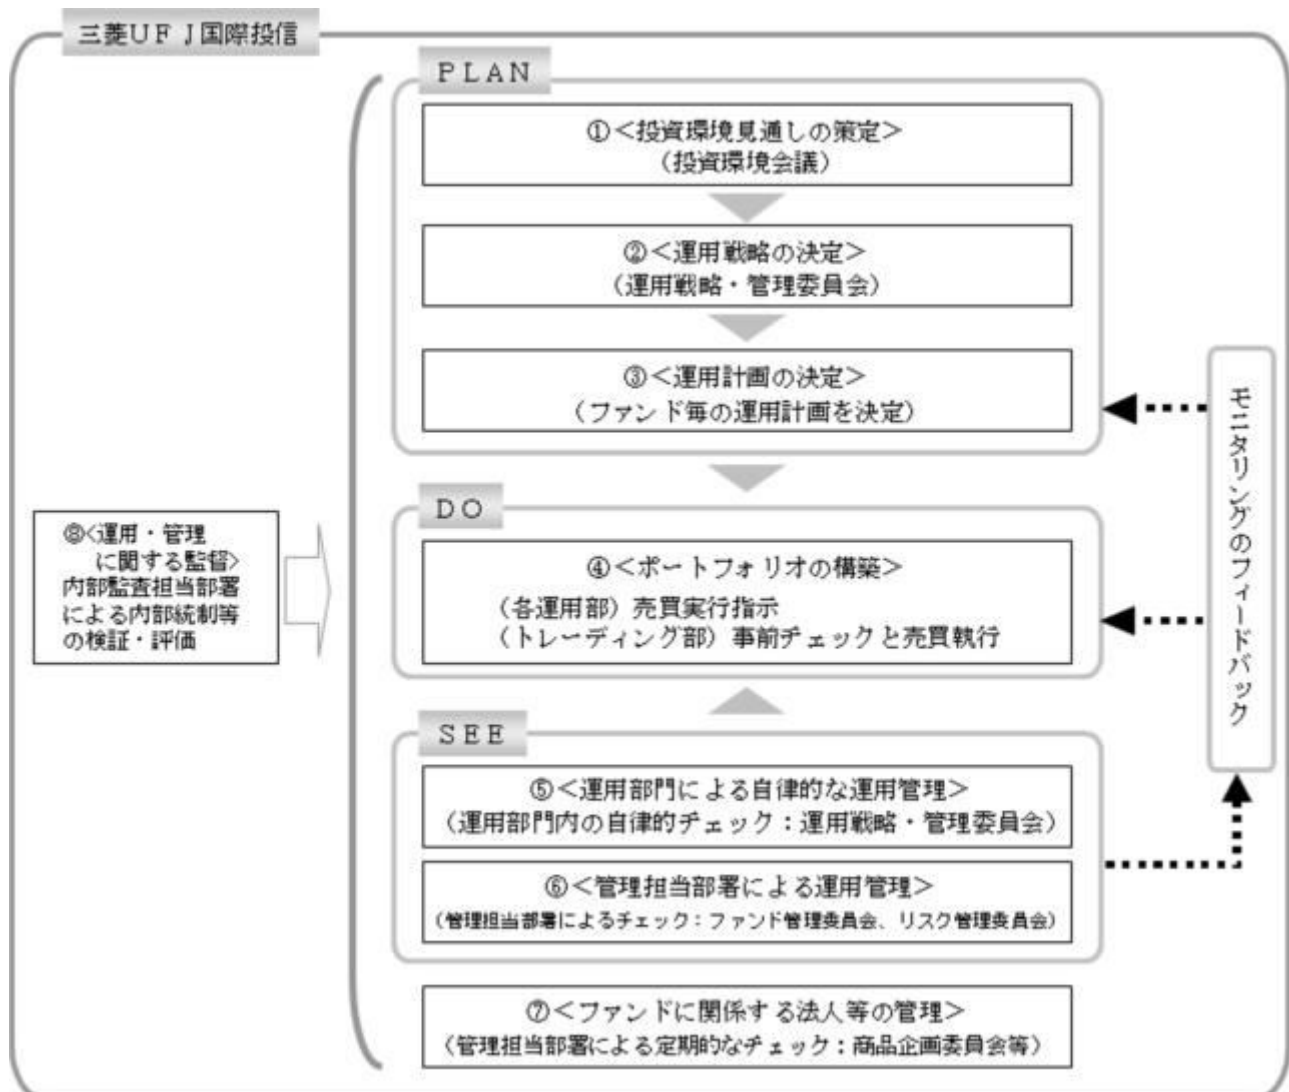 三菱UFJ国際投信
PLAN
①＜投資環境見通しの策定＞
（投資環境会議）
②＜運用戦略の決定＞
（運用戦略・管理委員会）
③＜運用計画の決定＞
（ファンド毎の運用計画を決定）
DO
④＜ポートフォリオの構築＞
（各運用部）売買実行指示
（トレーディング部）事前チェックと売買執行
SEE
⑤＜運用部門による自律的な運用管理＞
（運用部門内の自律的チェック：運用戦略・管理委員会）
⑥＜管理担当部署による運用管理＞
（管理担当部署によるチェック：ファンド管理委員会、リスク管理委員会）
⑦＜ファンドに関係する法人等の管理＞
（管理担当部署による定期的なチェック：商品企画委員会等）
⑧＜運用・管理
に関する監督＞
内部監査担当部署
による内部統制等
の検証・評価
モニタリングのフィードバック